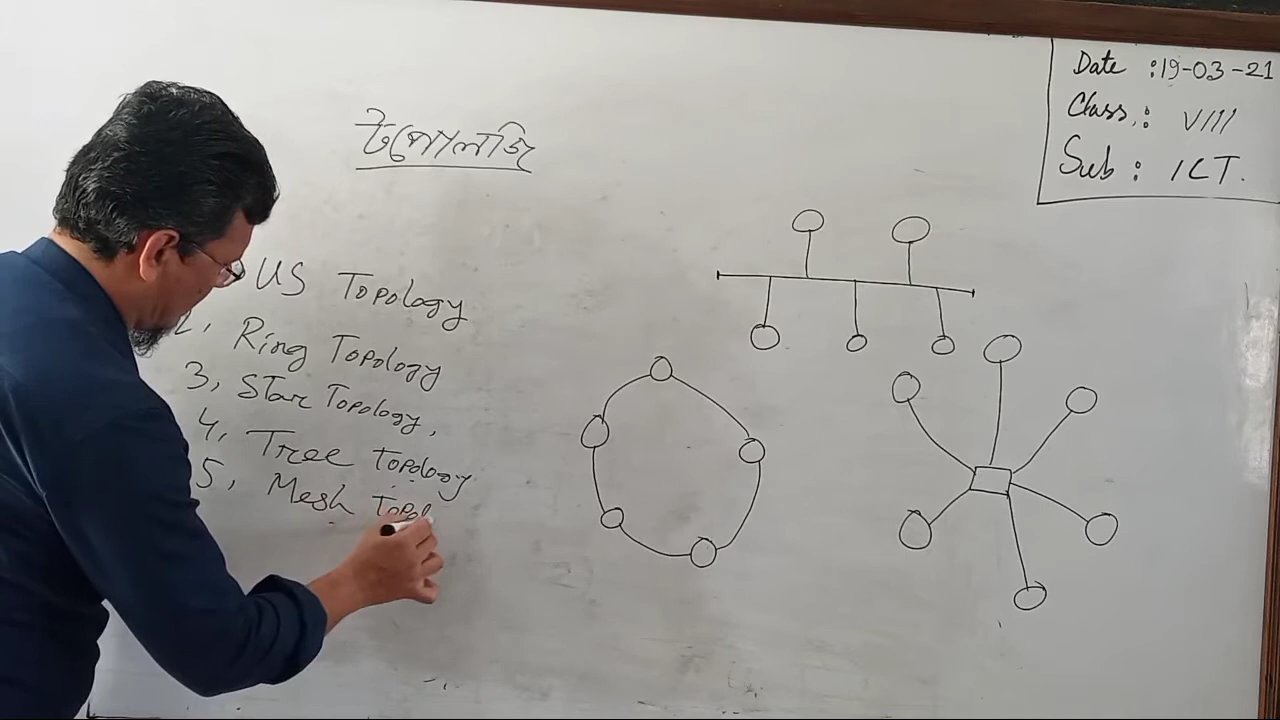 Date : 19-03-21
Class : VIII
Sub : ICT.
টপোলজি
US Topology
2, Ring Topology
3, Star Topology,
4, Tree Topology
5, Mesh Topol